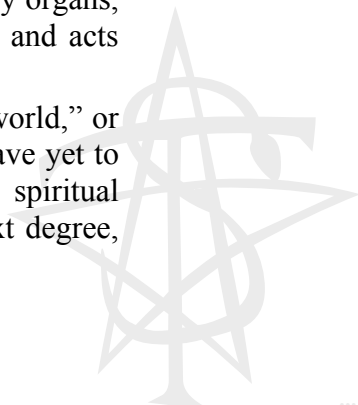 y organs,
and acts
world,” or
ave yet to
spiritual
xt degree,